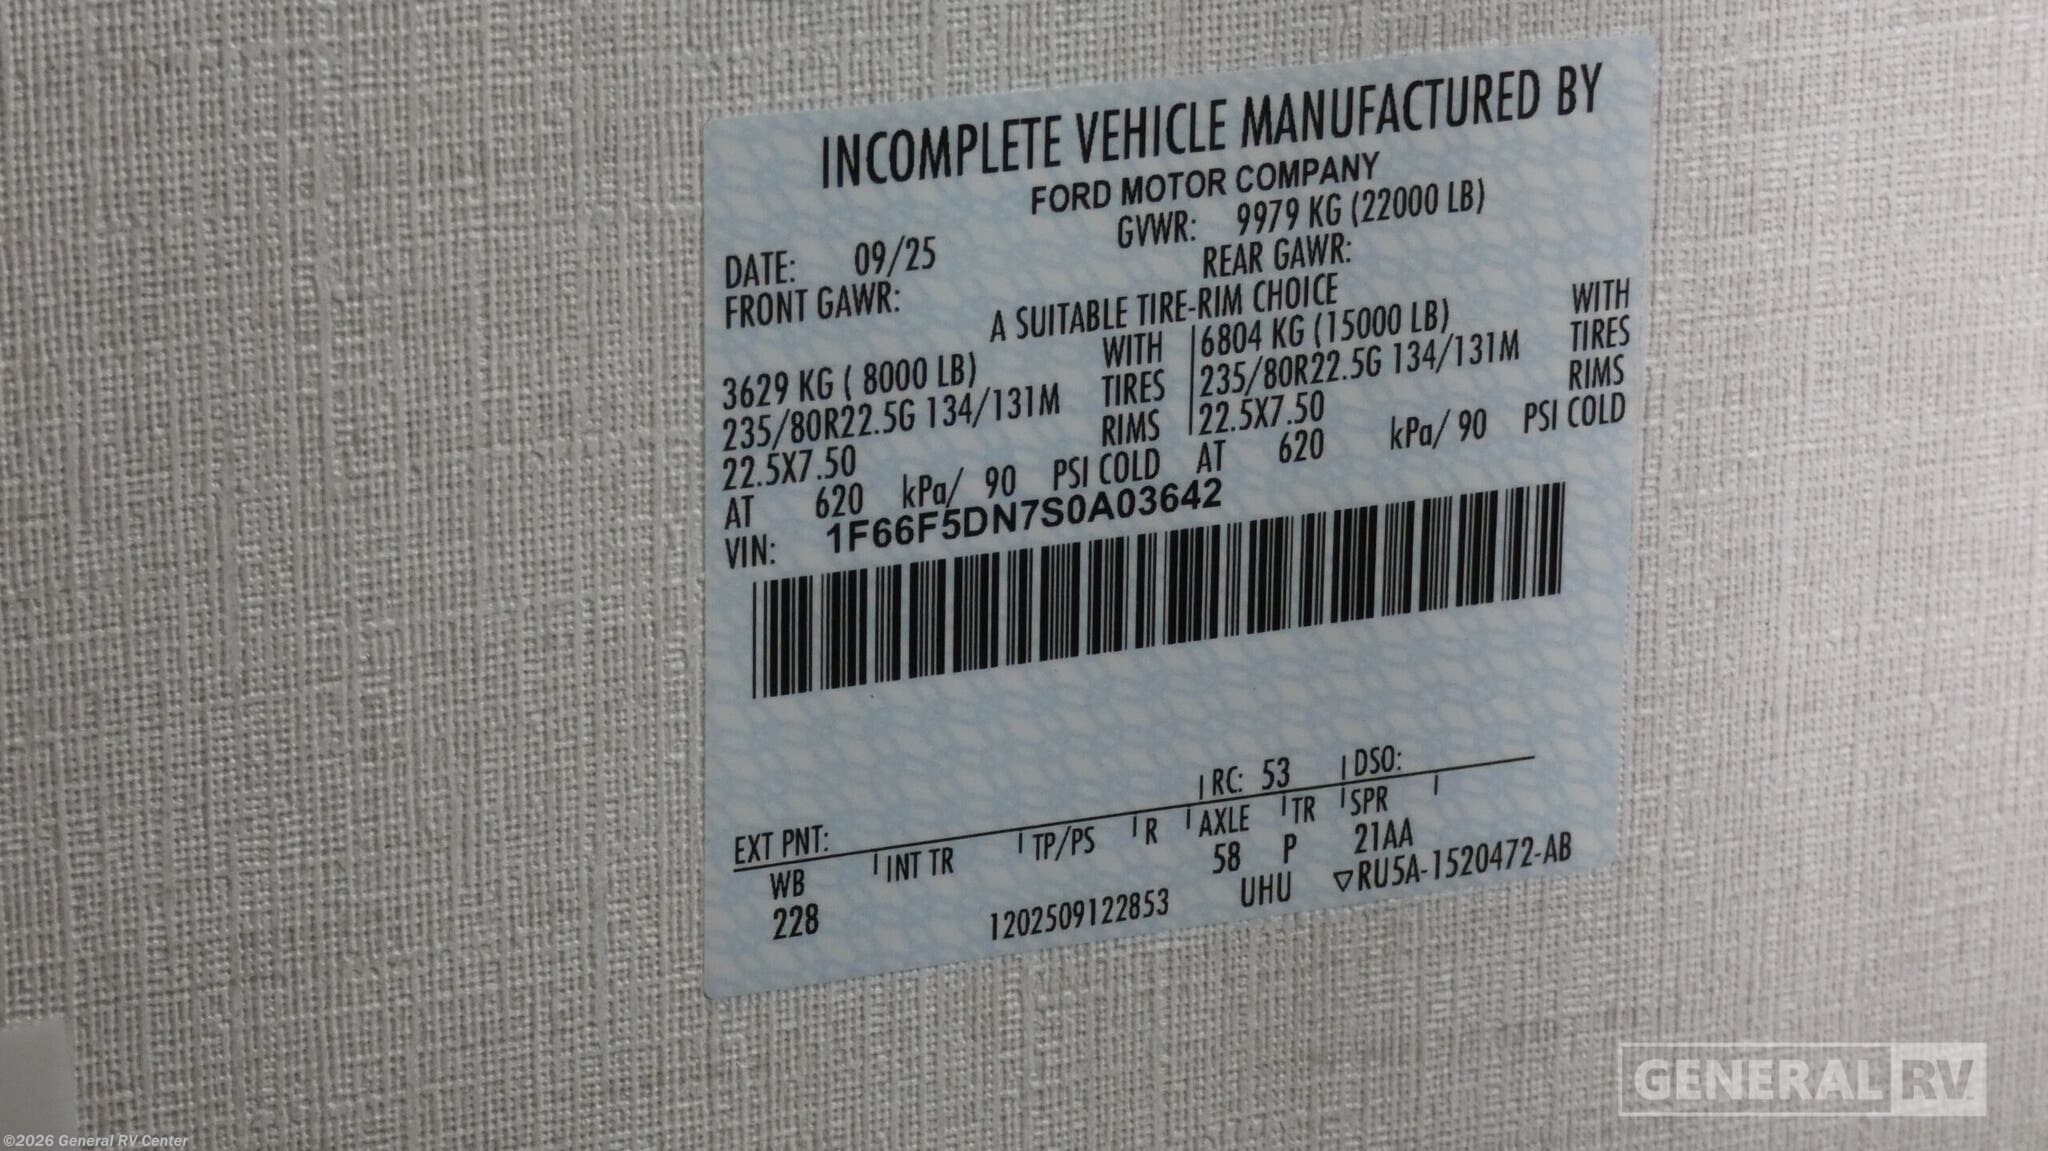 INCOMPLETE VEHICLE MANUFACTURED BY
FORD MOTOR COMPANY
DATE: 09/25 GVWR: 9979 KG (22000 LB)
FRONT GAWR: REAR GAWR:
A SUITABLE TIRE-RIM CHOICE
3629 KG ( 8000 LB) WITH 6804 KG (15000 LB) WITH
235/80R22.5G 134/131M TIRES 235/80R22.5G 134/131M TIRES
22.5X7.50 RIMS 22.5X7.50 RIMS
AT 620 kPa/ 90 PSI COLD AT 620 kPa/ 90 PSI COLD
VIN: 1F66F5DN7S0A03642
EXT PNT: RC: 53 DSO:
WB INT TR TP/PS R AXLE TR SPR
228 58 P 21AA
1202509122853 UHU ▽RU5A-1520472-AB
GENERAL RV
©2026 General RV Center